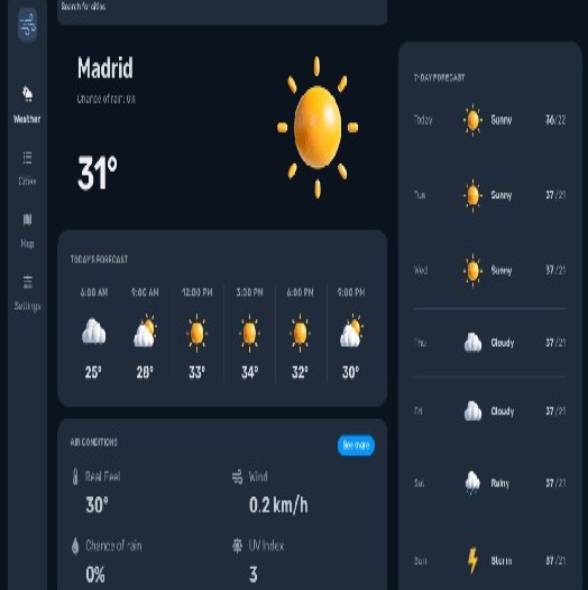 Search for cities
Weather
Cities
Map
Settings
Madrid
Chance of rain: 0%
31°
TODAY'S FORECAST
6:00 AM 9:00 AM 12:00 PM 3:00 PM 6:00 PM 9:00 PM
25° 28° 33° 34° 32° 30°
AIR CONDITIONS
See more
Real Feel
30°
Wind
0.2 km/h
Chance of rain
0%
UV Index
3
7-DAY FORECAST
Today Sunny 36/22
Tue Sunny 37/21
Wed Sunny 37/21
Thu Cloudy 37/21
Fri Cloudy 37/21
Sat Rainy 37/21
Sun Storm 37/21